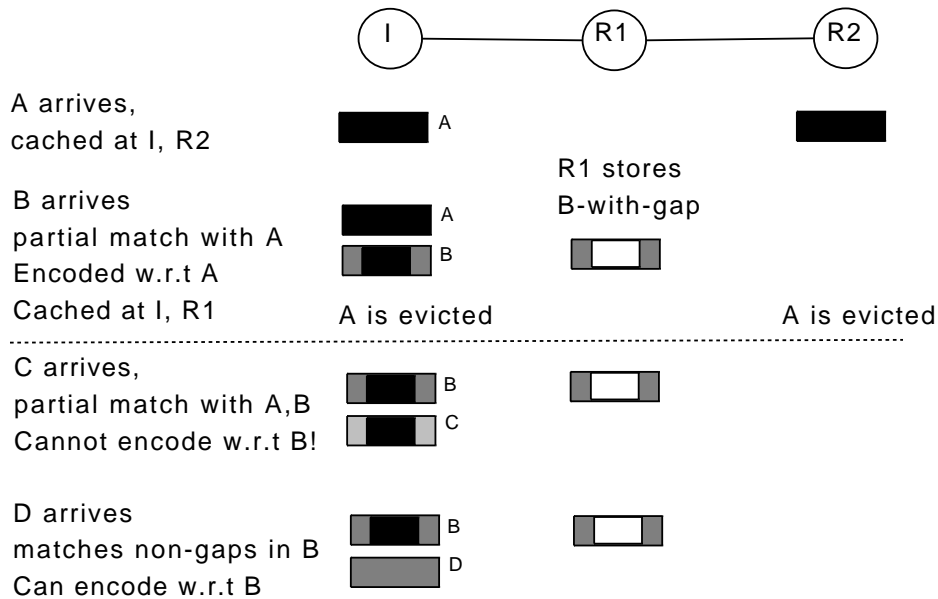 I R1 R2
A arrives,
cached at I, R2
A
R1 stores
B-with-gap
B arrives
partial match with A
Encoded w.r.t A
Cached at I, R1
A
B
A is evicted A is evicted
C arrives,
partial match with A,B
Cannot encode w.r.t B!
B
C
D arrives
matches non-gaps in B
Can encode w.r.t B
B
D